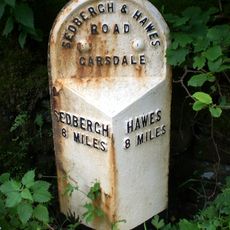 SEDBERGH & HAWES
ROAD
GARSDALE
SEDBERGH
8 MILES
HAWES
8 MILES